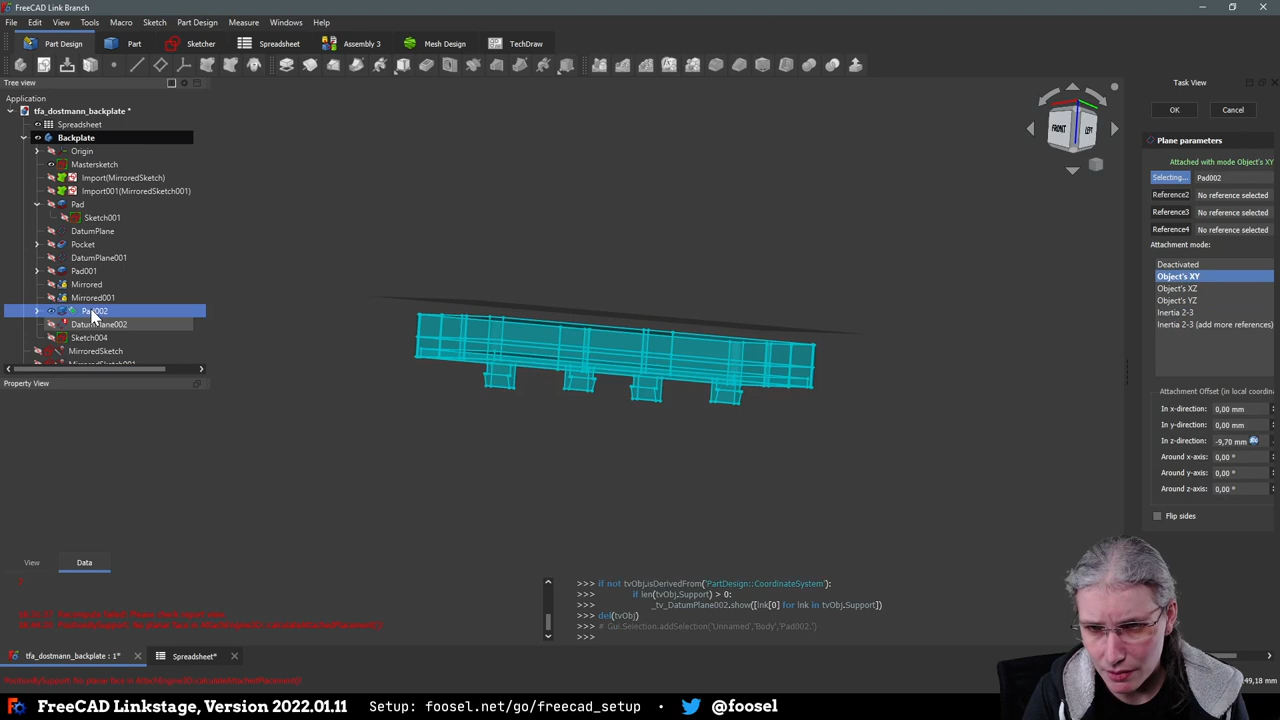 FreeCAD Link Branch
File Edit View Tools Macro Sketch Part Design Measure Windows Help
Part Design Part Sketcher Spreadsheet Assembly 3 Mesh Design TechDraw
Tree view
Application
tfa_dostmann_backplate *
Spreadsheet
Backplate
Origin
Mastersketch
Import(MirroredSketch)
Import001(MirroredSketch001)
Pad
Sketch001
DatumPlane
Pocket
DatumPlane001
Pad001
Mirrored
Mirrored001
Pad002
DatumPlane002
Sketch004
MirroredSketch
MirroredSketch001
Property View
View Data
FRONT LEFT
Task View
OK Cancel
Plane parameters
Attached with mode Object's XY
Selecting... Pad002
Reference2 No reference selected
Reference3 No reference selected
Reference4 No reference selected
Attachment mode:
Deactivated
Object's XY
Object's XZ
Object's YZ
Inertia 2-3
Inertia 2-3 (add more references)
Attachment Offset (in local coordin
In x-direction: 0,00 mm
In y-direction: 0,00 mm
In z-direction: -9,70 mm
Around x-axis: 0,00 °
Around y-axis: 0,00 °
Around z-axis: 0,00 °
Flip sides
>>> if not tvObj.isDerivedFrom('PartDesign::CoordinateSystem'):
>>> if len(tvObj.Support) > 0:
>>> _tv_DatumPlane002.show([lnk[0] for lnk in tvObj.Support])
>>> del(tvObj)
>>> # Gui.Selection.addSelection('Unnamed','Body','Pad002.')
>>>
tfa_dostmann_backplate : 1* Spreadsheet*
49,18 mm
FreeCAD Linkstage, Version 2022.01.11 Setup: foosel.net/go/freecad_setup @foosel